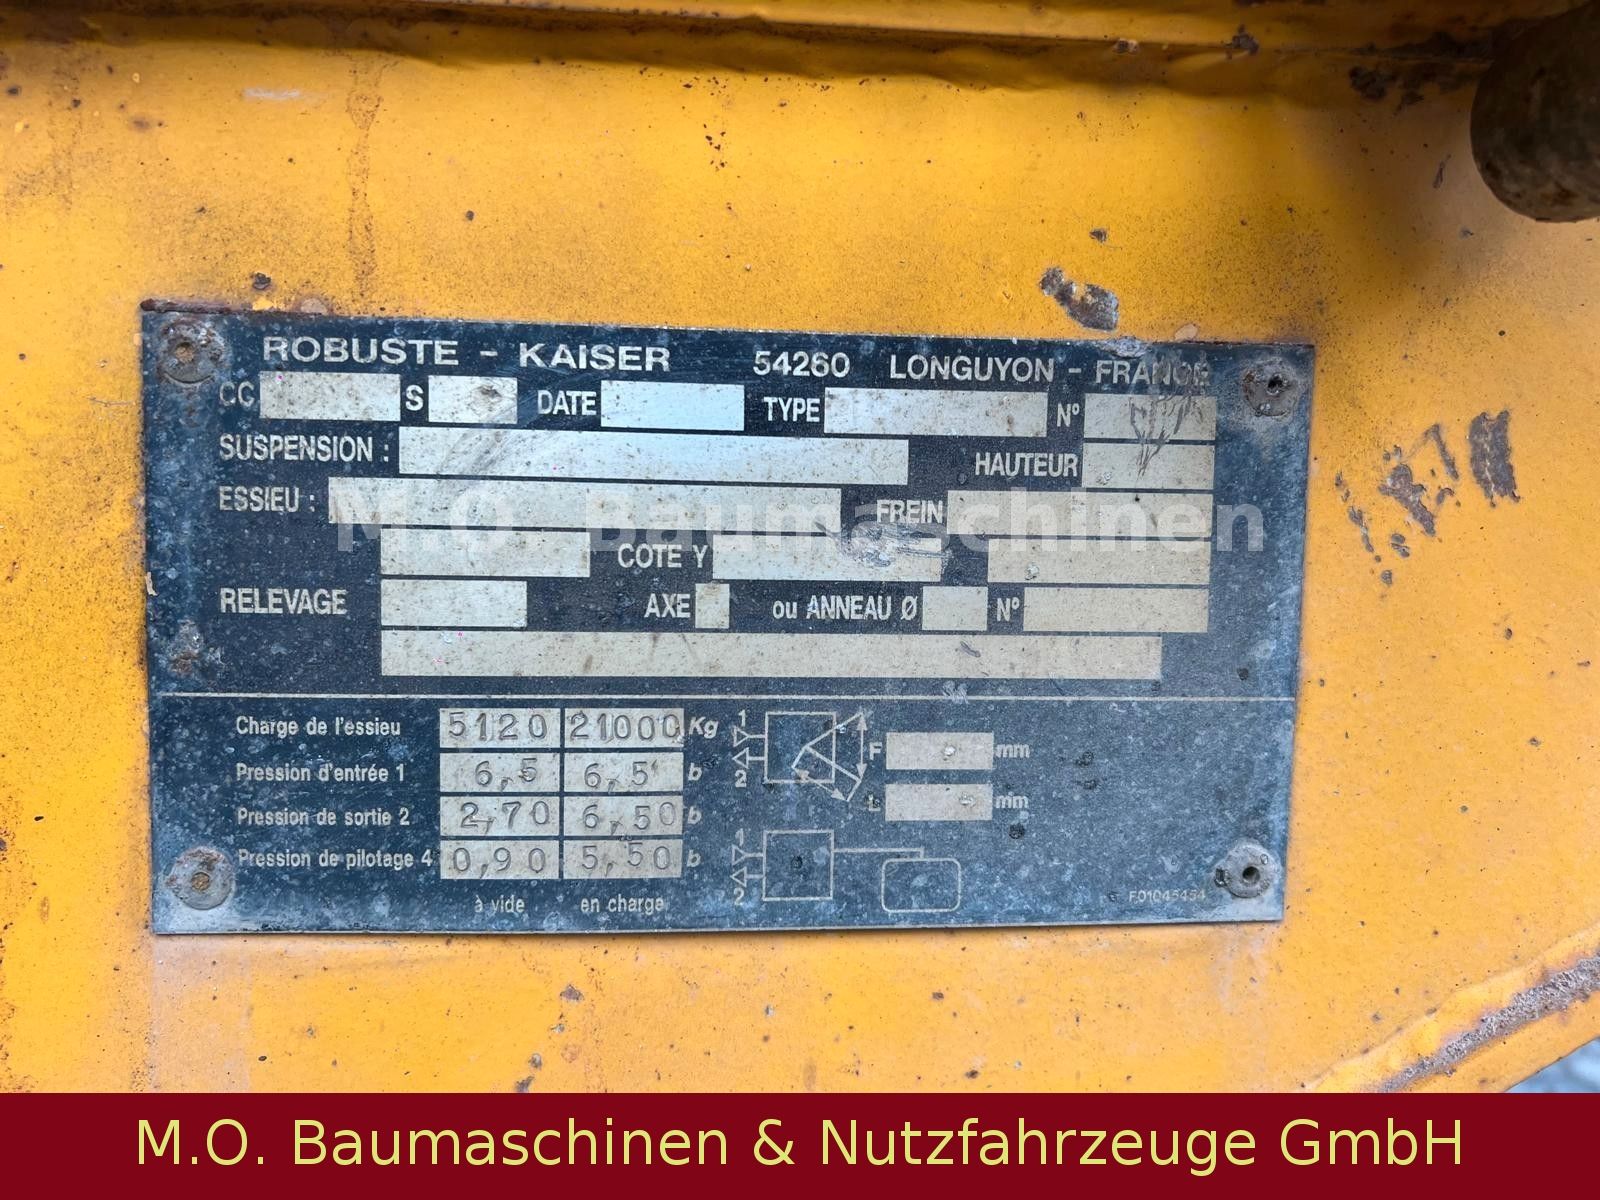 ROBUSTE - KAISER 54260 LONGUYON - FRANCE
CG S DATE TYPE N°
SUSPENSION : HAUTEUR
ESSIEU : FREIN
M.O. Baumaschinen
COTE Y
RELEVAGE AXE ou ANNEAU Ø N°
Charge de l'essieu 5120 21000 Kg
Pression d'entrée 1 6,5 6,5 b
Pression de sortie 2 2,70 6,50 b
Pression de pilotage 4 0,90 5,50 b
à vide en charge
1
2
F mm
L mm
1
2
F01045454
M.O. Baumaschinen & Nutzfahrzeuge GmbH